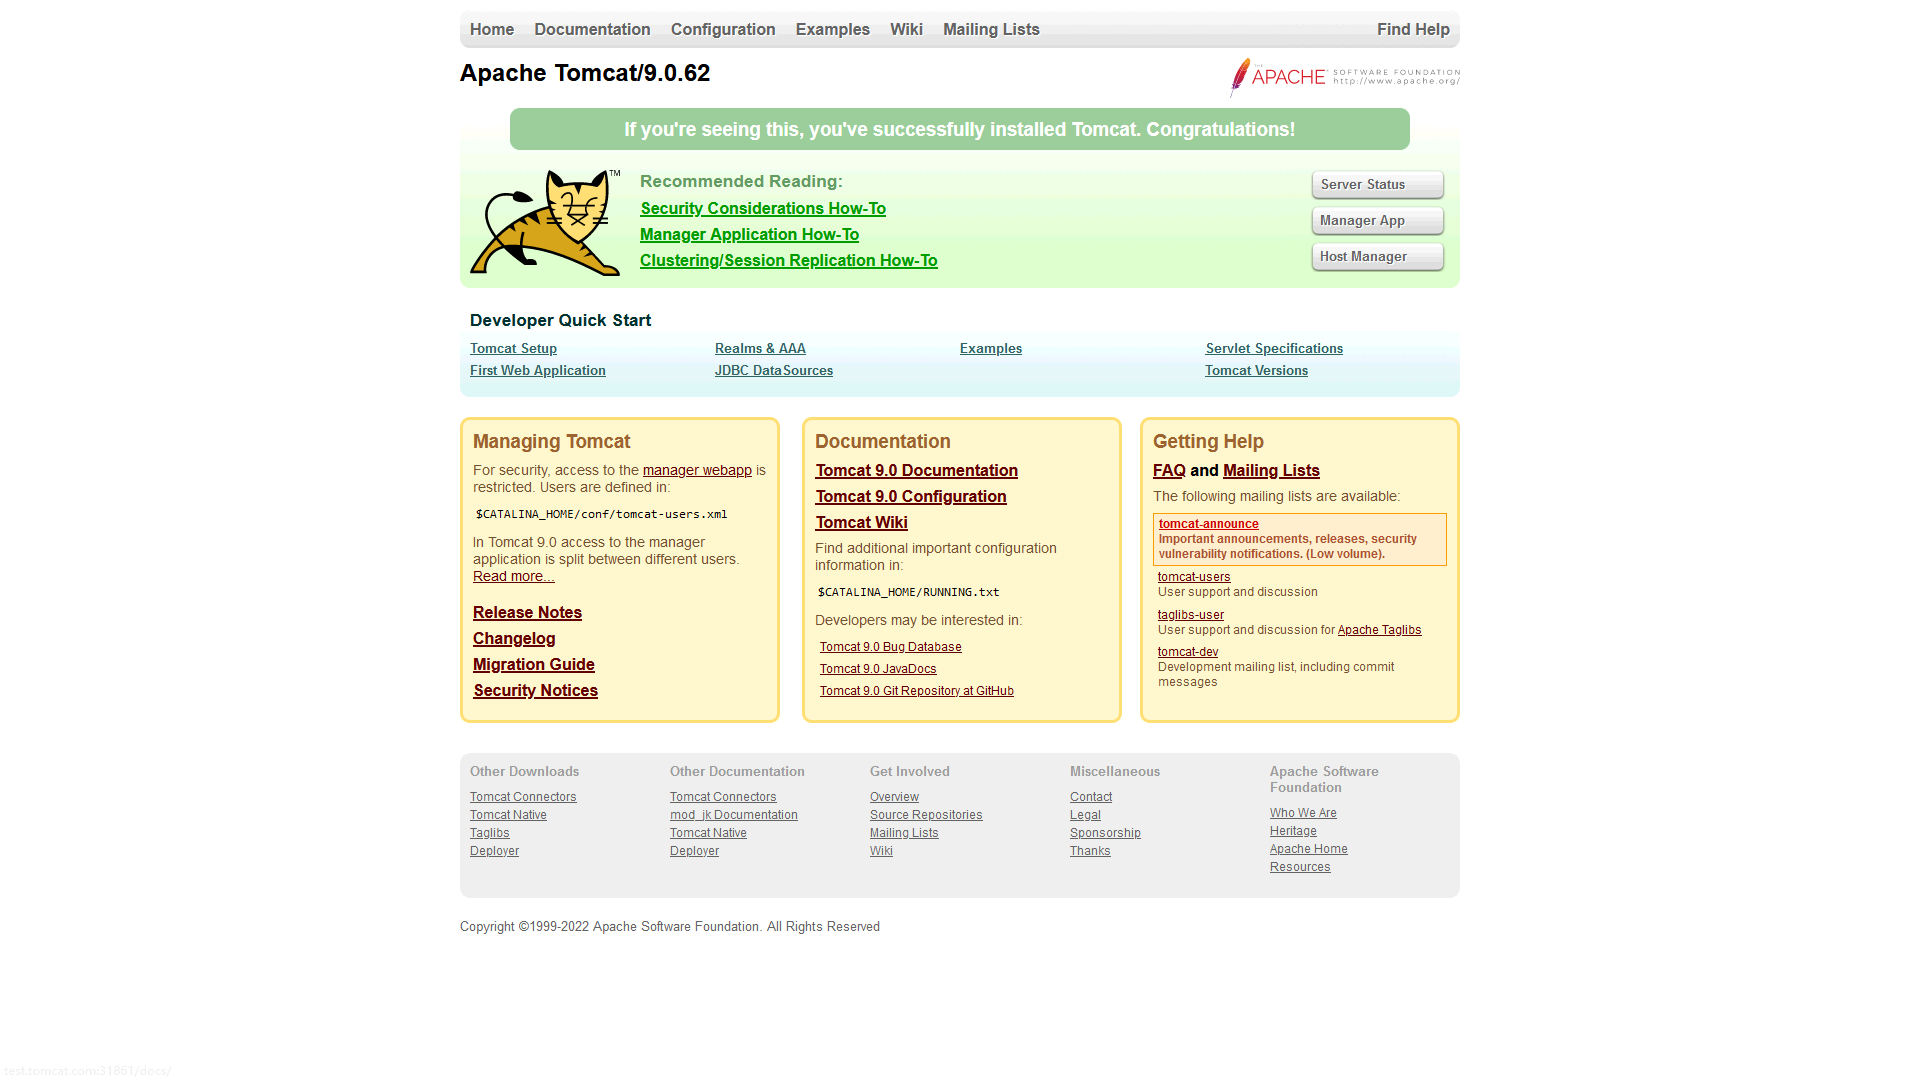 Home Documentation Configuration Examples Wiki Mailing Lists Find Help
Apache Tomcat/9.0.62
THE APACHE SOFTWARE FOUNDATION
http://www.apache.org/
If you're seeing this, you've successfully installed Tomcat. Congratulations!
TM
Recommended Reading:
Security Considerations How-To
Manager Application How-To
Clustering/Session Replication How-To
Server Status
Manager App
Host Manager
Developer Quick Start
Tomcat Setup
First Web Application
Realms & AAA
JDBC DataSources
Examples
Servlet Specifications
Tomcat Versions
Managing Tomcat
For security, access to the manager webapp is
restricted. Users are defined in:
$CATALINA_HOME/conf/tomcat-users.xml
In Tomcat 9.0 access to the manager
application is split between different users.
Read more...
Release Notes
Changelog
Migration Guide
Security Notices
Documentation
Tomcat 9.0 Documentation
Tomcat 9.0 Configuration
Tomcat Wiki
Find additional important configuration
information in:
$CATALINA_HOME/RUNNING.txt
Developers may be interested in:
Tomcat 9.0 Bug Database
Tomcat 9.0 JavaDocs
Tomcat 9.0 Git Repository at GitHub
Getting Help
FAQ and Mailing Lists
The following mailing lists are available:
tomcat-announce
Important announcements, releases, security
vulnerability notifications. (Low volume).
tomcat-users
User support and discussion
taglibs-user
User support and discussion for Apache Taglibs
tomcat-dev
Development mailing list, including commit
messages
Other Downloads
Tomcat Connectors
Tomcat Native
Taglibs
Deployer
Other Documentation
Tomcat Connectors
mod_jk Documentation
Tomcat Native
Deployer
Get Involved
Overview
Source Repositories
Mailing Lists
Wiki
Miscellaneous
Contact
Legal
Sponsorship
Thanks
Apache Software
Foundation
Who We Are
Heritage
Apache Home
Resources
Copyright ©1999-2022 Apache Software Foundation. All Rights Reserved
test.tomcat.com:31861/docs/